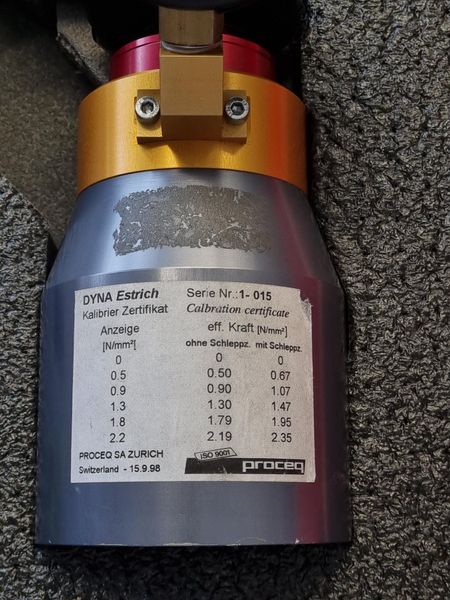 DYNA Estrich Serie Nr.:1- 015
Kalibrier Zertifikat Calbration certificate
Anzeige eff. Kraft [N/mm²]
[N/mm²] ohne Schleppz. mit Schleppz.
0 0 0
0.5 0.50 0.67
0.9 0.90 1.07
1.3 1.30 1.47
1.8 1.79 1.95
2.2 2.19 2.35
PROCEQ SA ZURICH ISO 9001
Switzerland - 15.9.98 proceq